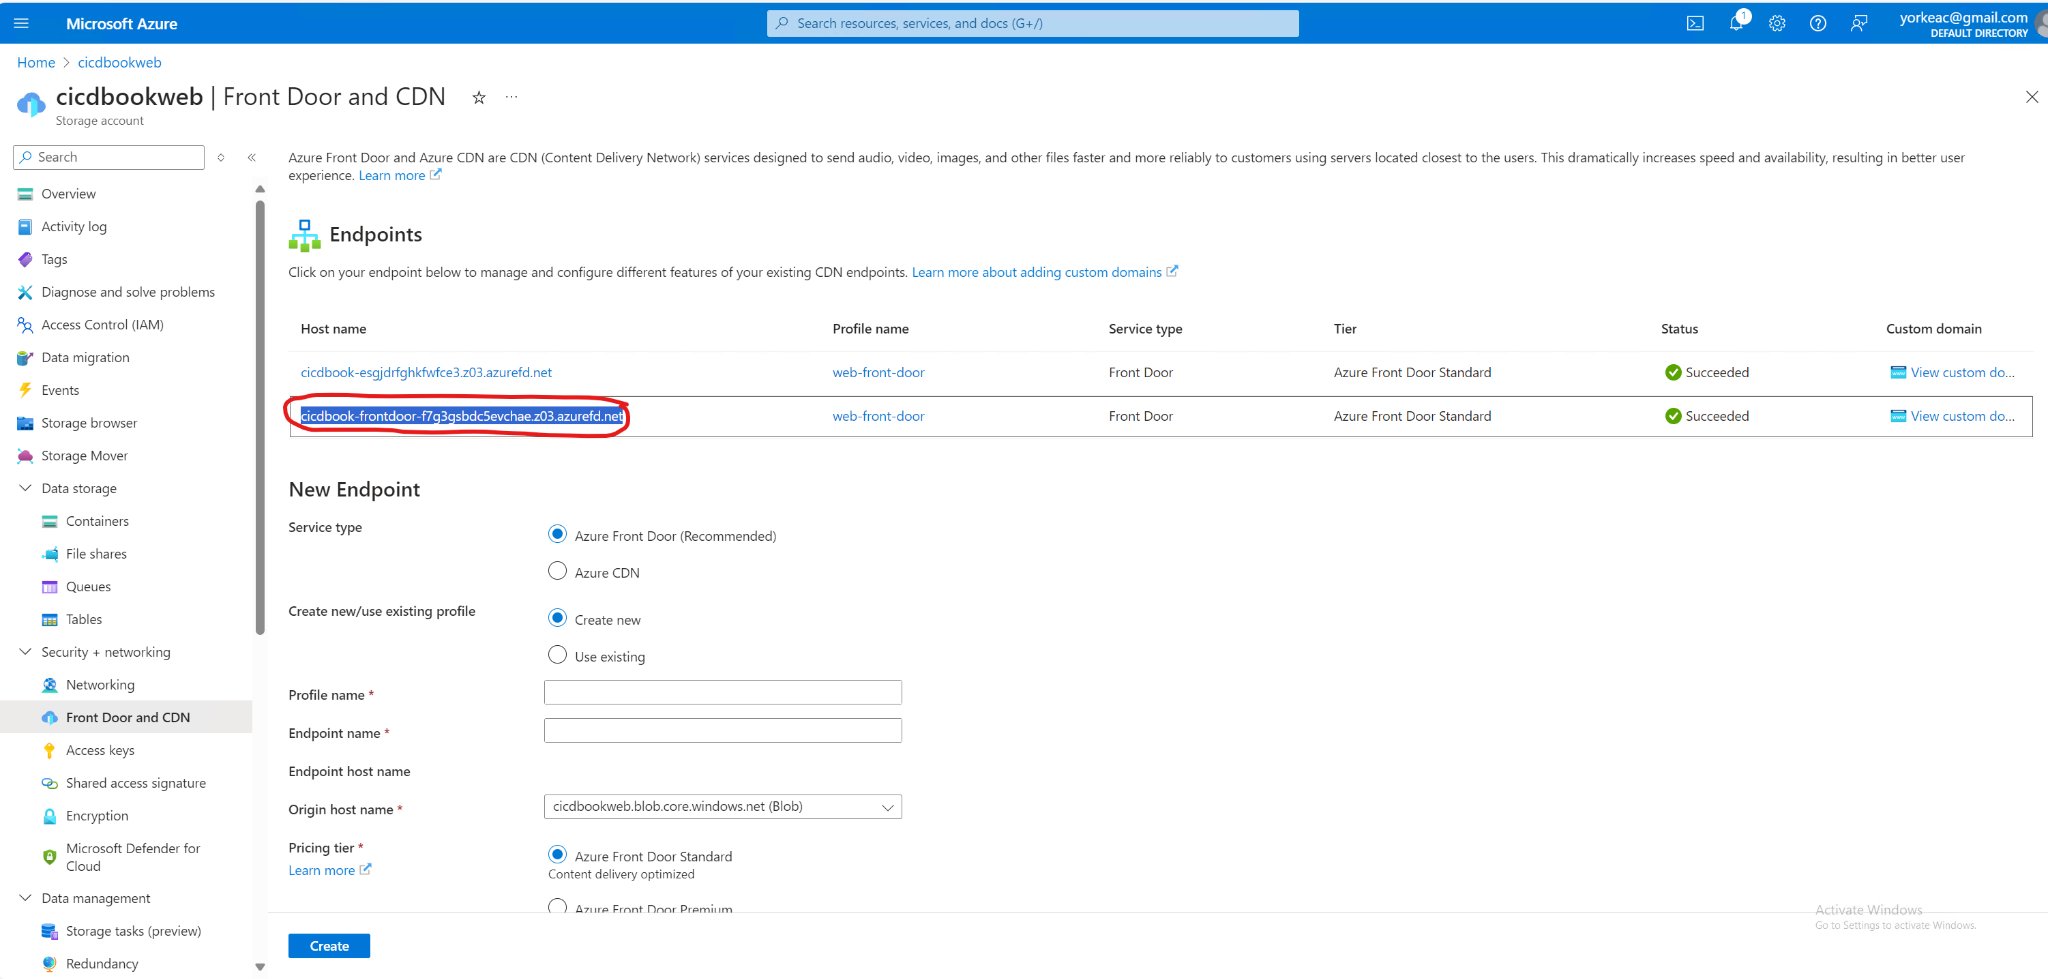 Microsoft Azure
Search resources, services, and docs (G+/)
1
yorkeac@gmail.com
DEFAULT DIRECTORY
Home > cicdbookweb
cicdbookweb | Front Door and CDN
Storage account
Search
Overview
Activity log
Tags
Diagnose and solve problems
Access Control (IAM)
Data migration
Events
Storage browser
Storage Mover
Data storage
Containers
File shares
Queues
Tables
Security + networking
Networking
Front Door and CDN
Access keys
Shared access signature
Encryption
Microsoft Defender for
Cloud
Data management
Storage tasks (preview)
Redundancy
Azure Front Door and Azure CDN are CDN (Content Delivery Network) services designed to send audio, video, images, and other files faster and more reliably to customers using servers located closest to the users. This dramatically increases speed and availability, resulting in better user
experience. Learn more
Endpoints
Click on your endpoint below to manage and configure different features of your existing CDN endpoints. Learn more about adding custom domains
Host name Profile name Service type Tier Status Custom domain
cicdbook-esgjdrfghkfwfce3.z03.azurefd.net web-front-door Front Door Azure Front Door Standard Succeeded View custom do...
cicdbook-frontdoor-f7g3gsbdc5evchae.z03.azurefd.net web-front-door Front Door Azure Front Door Standard Succeeded View custom do...
New Endpoint
Service type
Azure Front Door (Recommended)
Azure CDN
Create new/use existing profile
Create new
Use existing
Profile name *
Endpoint name *
Endpoint host name
Origin host name *
cicdbookweb.blob.core.windows.net (Blob)
Pricing tier *
Learn more
Azure Front Door Standard
Content delivery optimized
Azure Front Door Premium
Create
Activate Windows
Go to Settings to activate Windows.